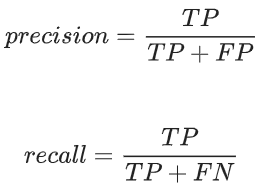 precision = TP / (TP + FP)
recall = TP / (TP + FN)